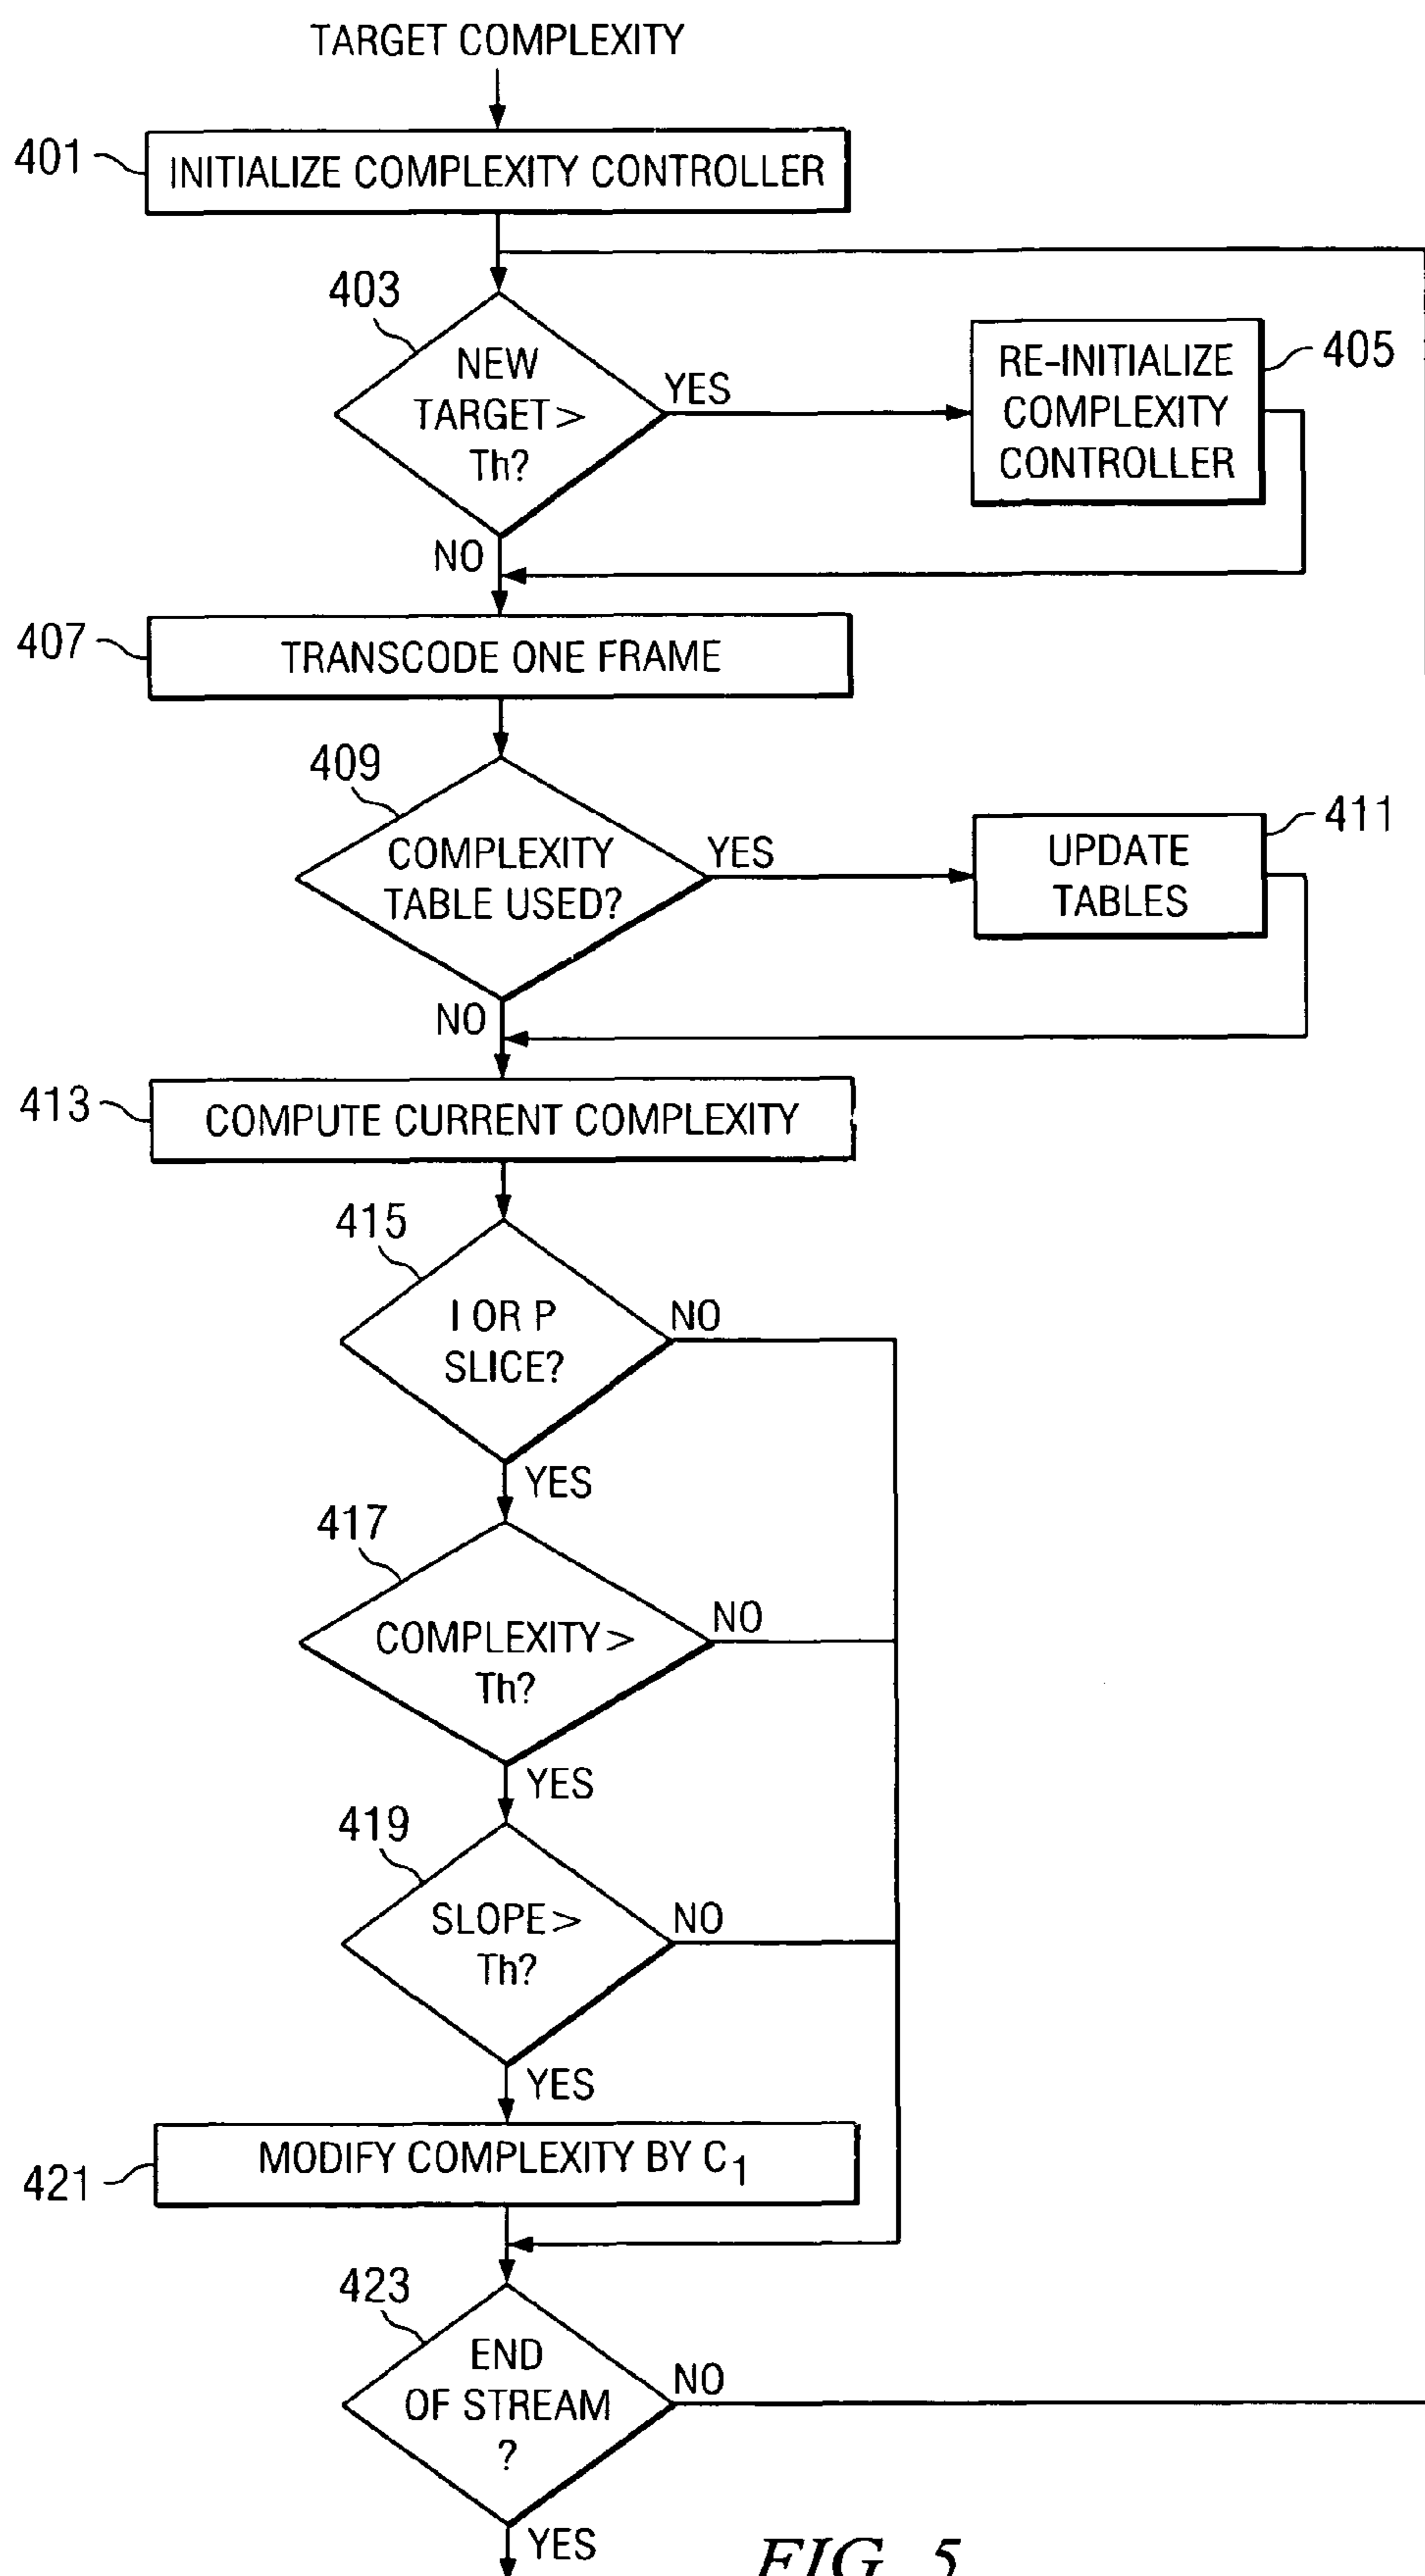 TARGET COMPLEXITY
401
INITIALIZE COMPLEXITY CONTROLLER
403
NEW
TARGET>
Th?
YES
NO
RE-INITIALIZE
COMPLEXITY
CONTROLLER
405
407
TRANSCODE ONE FRAME
409
COMPLEXITY
TABLE USED?
YES
NO
UPDATE
TABLES
411
413
COMPUTE CURRENT COMPLEXITY
415
I OR P
SLICE?
NO
YES
417
COMPLEXITY>
Th?
NO
YES
419
SLOPE>
Th?
NO
YES
421
MODIFY COMPLEXITY BY C1
423
END
OF STREAM
?
NO
YES
FIG. 5